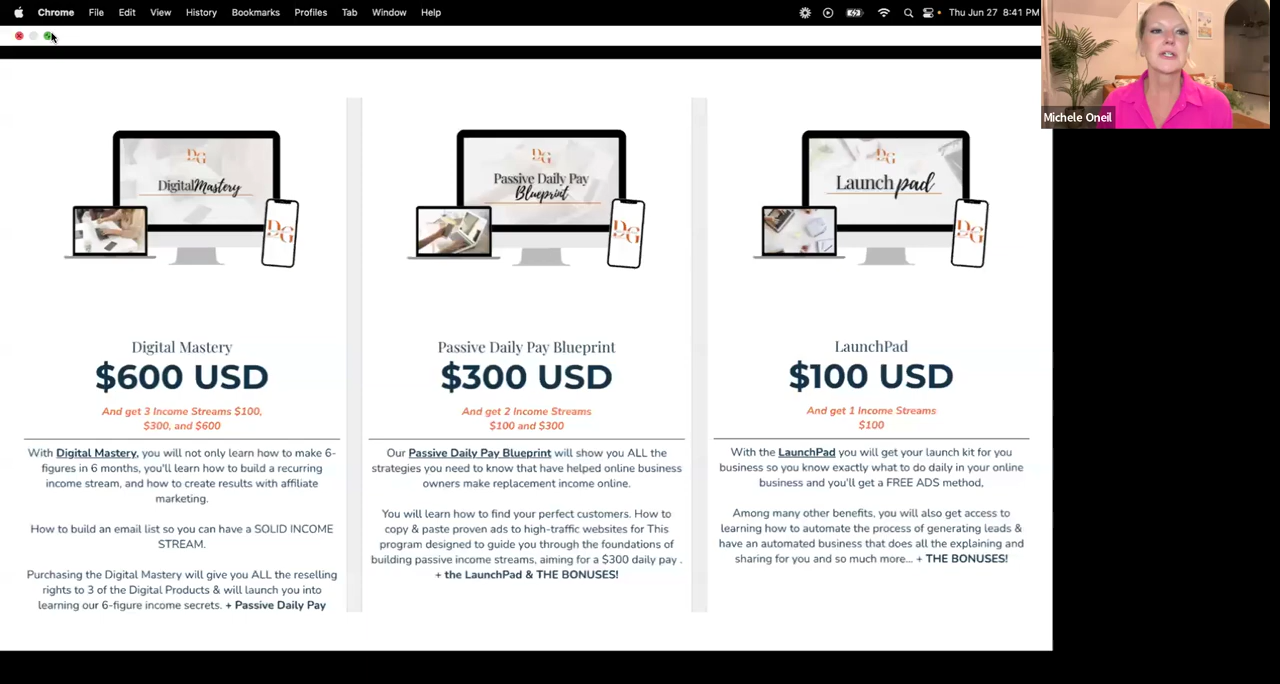 Chrome File Edit View History Bookmarks Profiles Tab Window Help
Thu Jun 27 8:41 PM
Michele Oneil
DG
Digital Mastery
DG
DG
Passive Daily Pay
Blueprint
DG
DG
Launch pad
DG
Digital Mastery
$600 USD
And get 3 Income Streams $100,
$300, and $600
With Digital Mastery, you will not only learn how to make 6-
figures in 6 months, you'll learn how to build a recurring
income stream, and how to create results with affiliate
marketing.
How to build an email list so you can have a SOLID INCOME
STREAM.
Purchasing the Digital Mastery will give you ALL the reselling
rights to 3 of the Digital Products & will launch you into
learning our 6-figure income secrets. + Passive Daily Pay
Passive Daily Pay Blueprint
$300 USD
And get 2 Income Streams
$100 and $300
Our Passive Daily Pay Blueprint will show you ALL the
strategies you need to know that have helped online business
owners make replacement income online.
You will learn how to find your perfect customers. How to
copy & paste proven ads to high-traffic websites for This
program designed to guide you through the foundations of
building passive income streams, aiming for a $300 daily pay .
+ the LaunchPad & THE BONUSES!
LaunchPad
$100 USD
And get 1 Income Streams
$100
With the LaunchPad you will get your launch kit for you
business so you know exactly what to do daily in your online
business and you'll get a FREE ADS method,
Among many other benefits, you will also get access to
learning how to automate the process of generating leads &
have an automated business that does all the explaining and
sharing for you and so much more... + THE BONUSES!